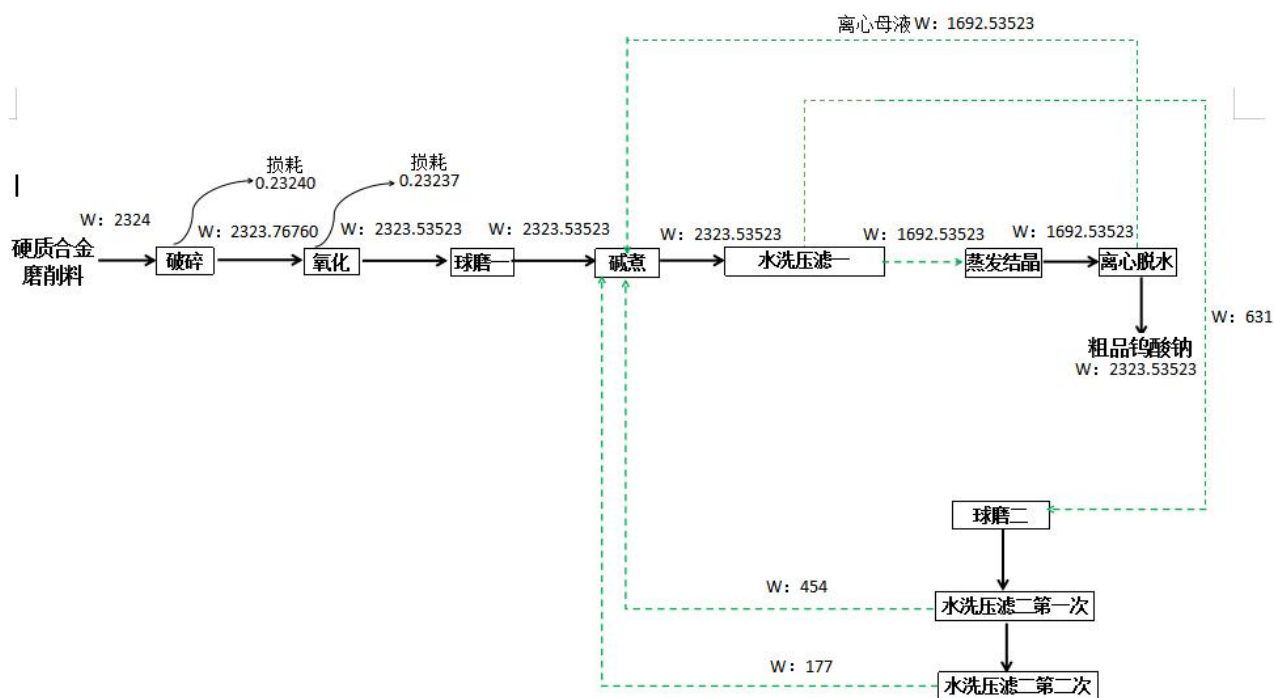 离心母液W：1692.53523
损耗
0.23240
损耗
0.23237
W：2324
W：2323.76760
W：2323.53523
W：2323.53523
W：2323.53523
W：1692.53523
W：1692.53523
硬质合金
磨削料
破碎
氧化
球磨一
碱煮
水洗压滤一
蒸发结晶
离心脱水
W：631
粗品钨酸钠
W：2323.53523
球磨二
W：454
水洗压滤二第一次
W：177
水洗压滤二第二次